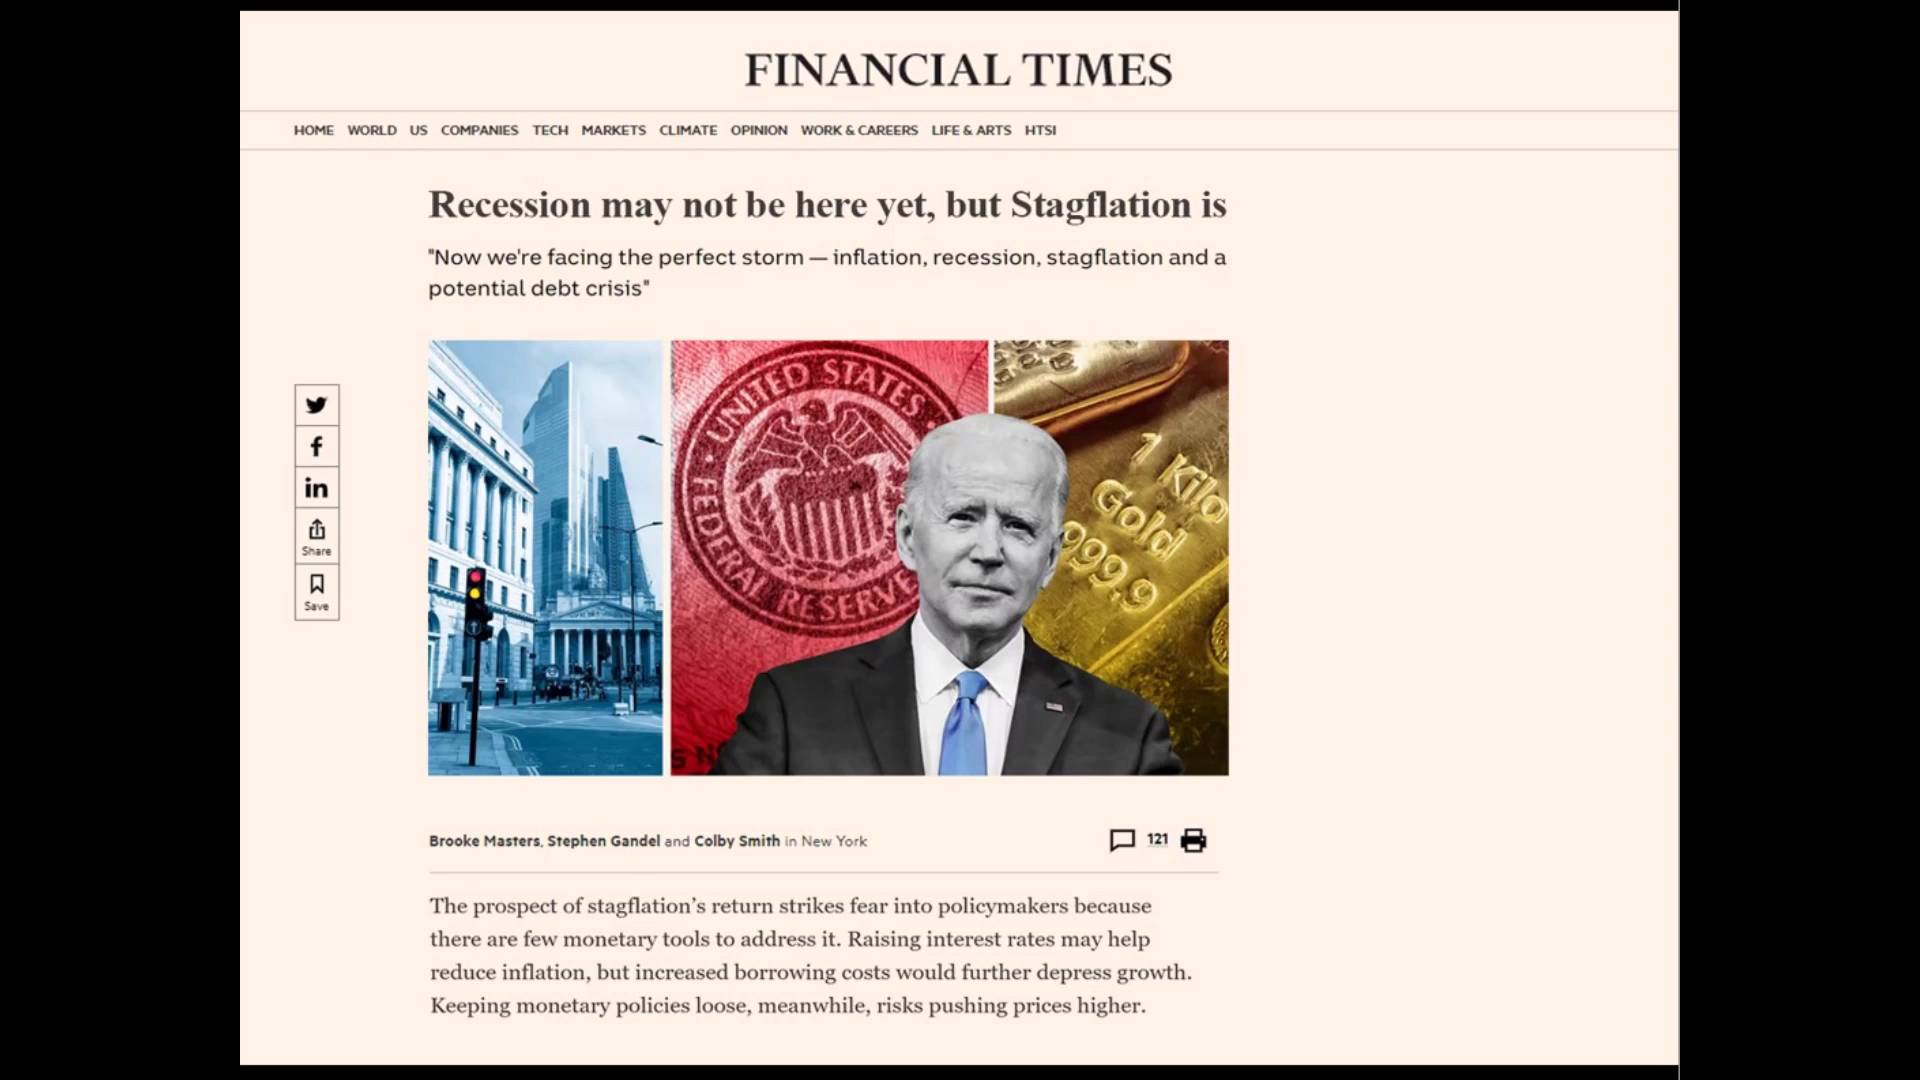 FINANCIAL TIMES
HOME WORLD US COMPANIES TECH MARKETS CLIMATE OPINION WORK & CAREERS LIFE & ARTS HTSI
Recession may not be here yet, but Stagflation is
"Now we're facing the perfect storm — inflation, recession, stagflation and a
potential debt crisis"
UNITED STATES
FEDERAL RESERVE
1 Kilo
Gold
999,9
Share
Save
Brooke Masters, Stephen Gandel and Colby Smith in New York
121
The prospect of stagflation’s return strikes fear into policymakers because
there are few monetary tools to address it. Raising interest rates may help
reduce inflation, but increased borrowing costs would further depress growth.
Keeping monetary policies loose, meanwhile, risks pushing prices higher.